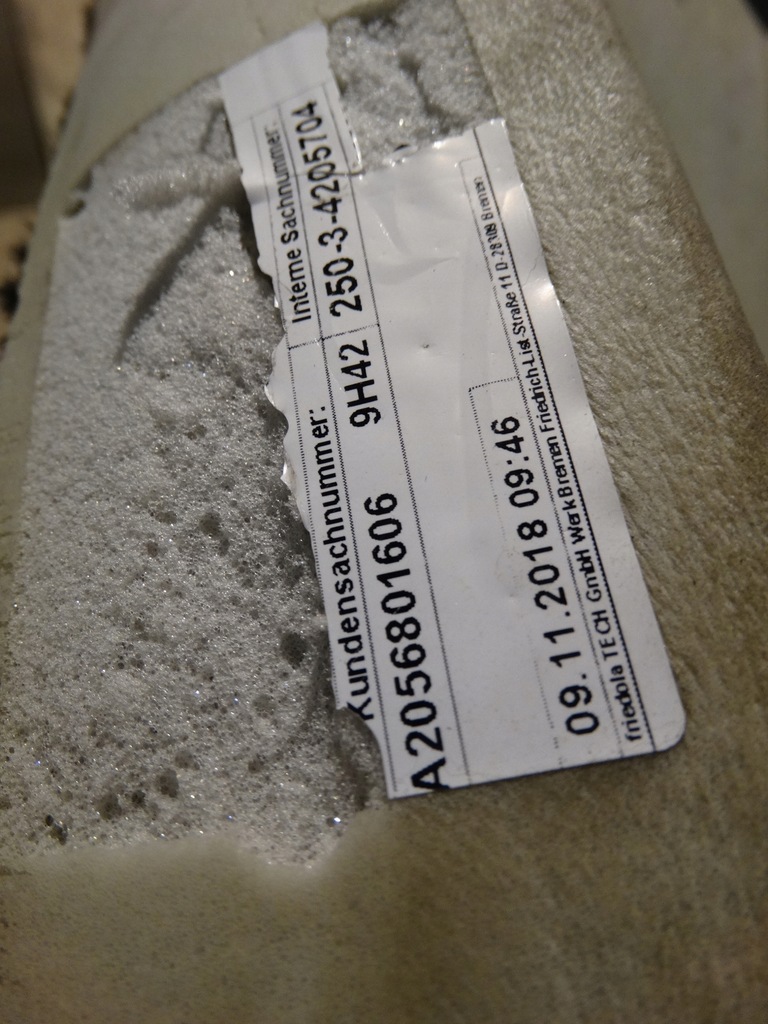 Kundensachnummer: Interne Sachnummer:
A2056801606 9H42 250-3-4205704
09.11.2018 09:46
friedola TECH GmbH Werk Bremen Friedrich-List-Straße 11 D-28309 Bremen